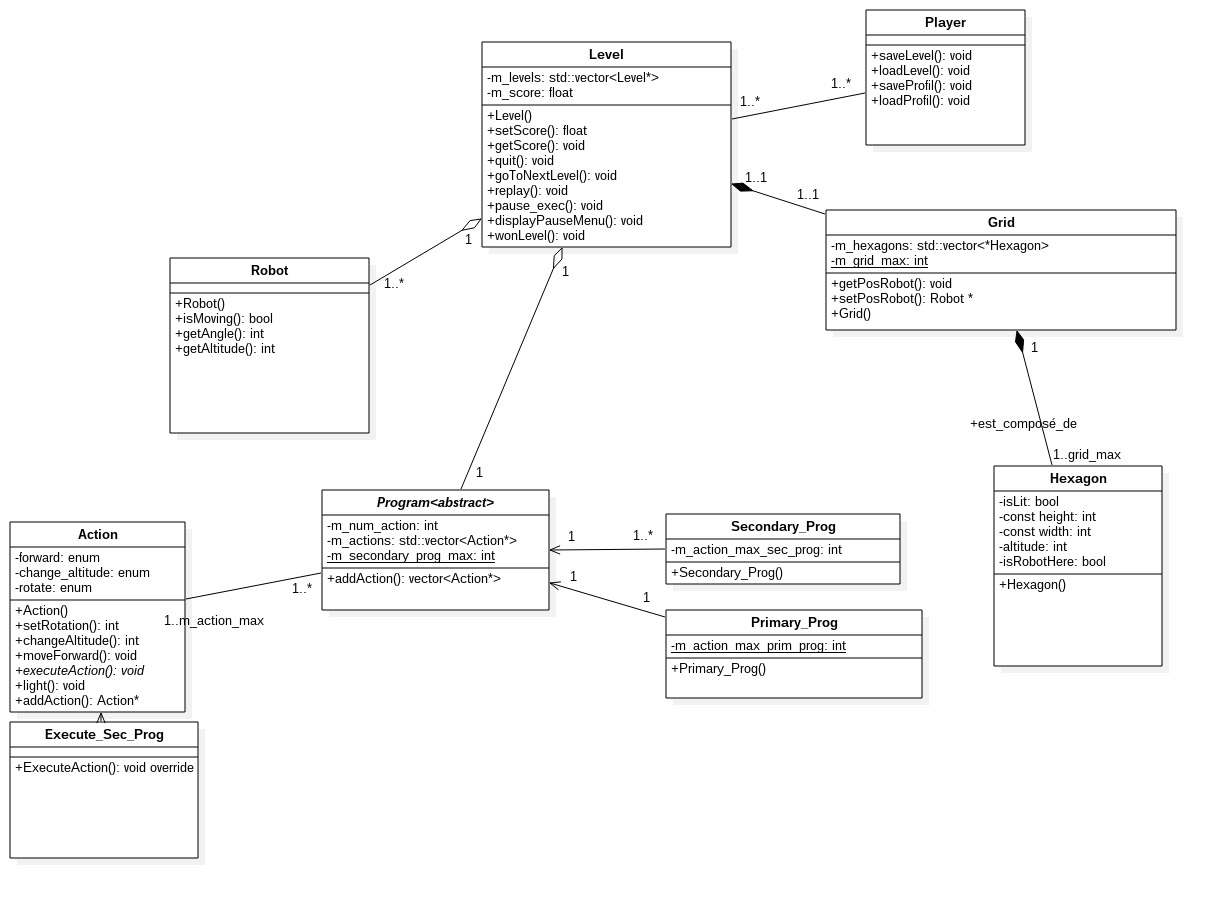 Player
+saveLevel(): void
+loadLevel(): void
+saveProfil(): void
+loadProfil(): void
Level
-m_levels: std::vector<Level*>
-m_score: float
+Level()
+setScore(): float
+getScore(): void
+quit(): void
+goToNextLevel(): void
+replay(): void
+pause_exec(): void
+displayPauseMenu(): void
+wonLevel(): void
1..*
1..*
1..1
1..1
Grid
-m_hexagons: std::vector<*Hexagon>
-m_grid_max: int
+getPosRobot(): void
+setPosRobot(): Robot *
+Grid()
1
1..*
1
Robot
+Robot()
+isMowing(): bool
+getAngle(): int
+getAltitude(): int
1
+est_composé_de
1..grid_max
Hexagon
-isLit: bool
-const height: int
-const width: int
-altitude: int
-isRobotHere: bool
+Hexagon()
1
Program<abstract>
-m_num_action: int
-m_actions: std::vector<Action*>
-m_secondary_prog_max: int
+addAction(): vector<Action*>
1
1..*
Secondary_Prog
-m_action_max_sec_prog: int
+Secondary_Prog()
1
1
Primary_Prog
-m_action_max_prim_prog: int
+Primary_Prog()
Action
-forward: enum
-change_altitude: enum
-rotate: enum
+Action()
+setRotation(): int
+changeAltitude(): int
+moveForward(): void
+executeAction(): void
+light(): void
+addAction(): Action*
1..*
1..m_action_max
Execute_Sec_Prog
+ExecuteAction(): void override